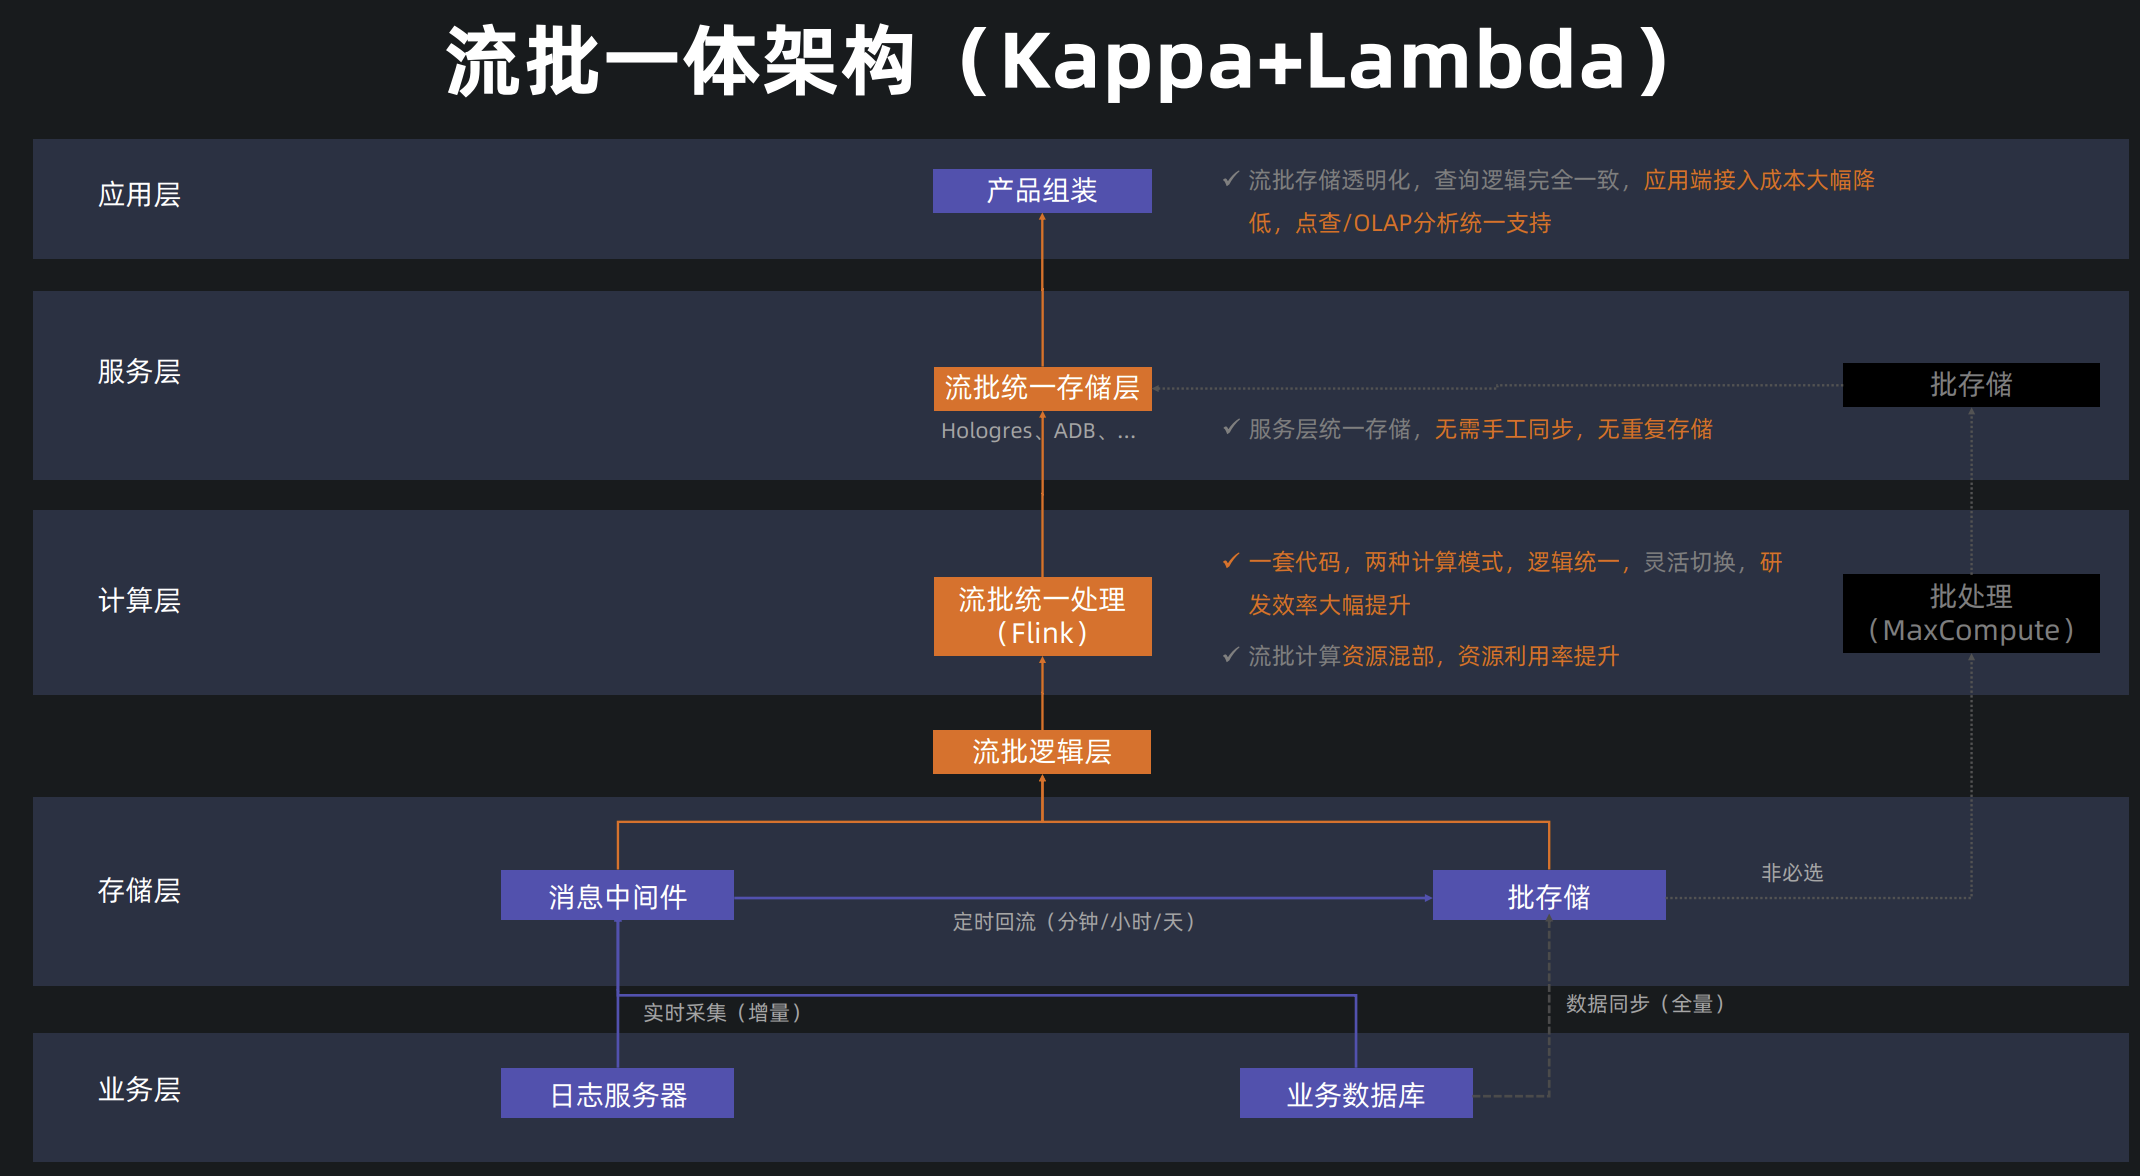 流批一体架构（Kappa+Lambda）
应用层
产品组装
✓ 流批存储透明化，查询逻辑完全一致，应用端接入成本大幅降
低，点查/OLAP分析统一支持
服务层
流批统一存储层
Hologres、ADB、...
批存储
✓ 服务层统一存储，无需手工同步，无重复存储
计算层
流批统一处理
（Flink）
✓ 一套代码，两种计算模式，逻辑统一，灵活切换，研
发效率大幅提升
✓ 流批计算资源混部，资源利用率提升
批处理
（MaxCompute）
流批逻辑层
存储层
消息中间件
定时回流（分钟/小时/天）
批存储
非必选
实时采集（增量）
数据同步（全量）
业务层
日志服务器
业务数据库